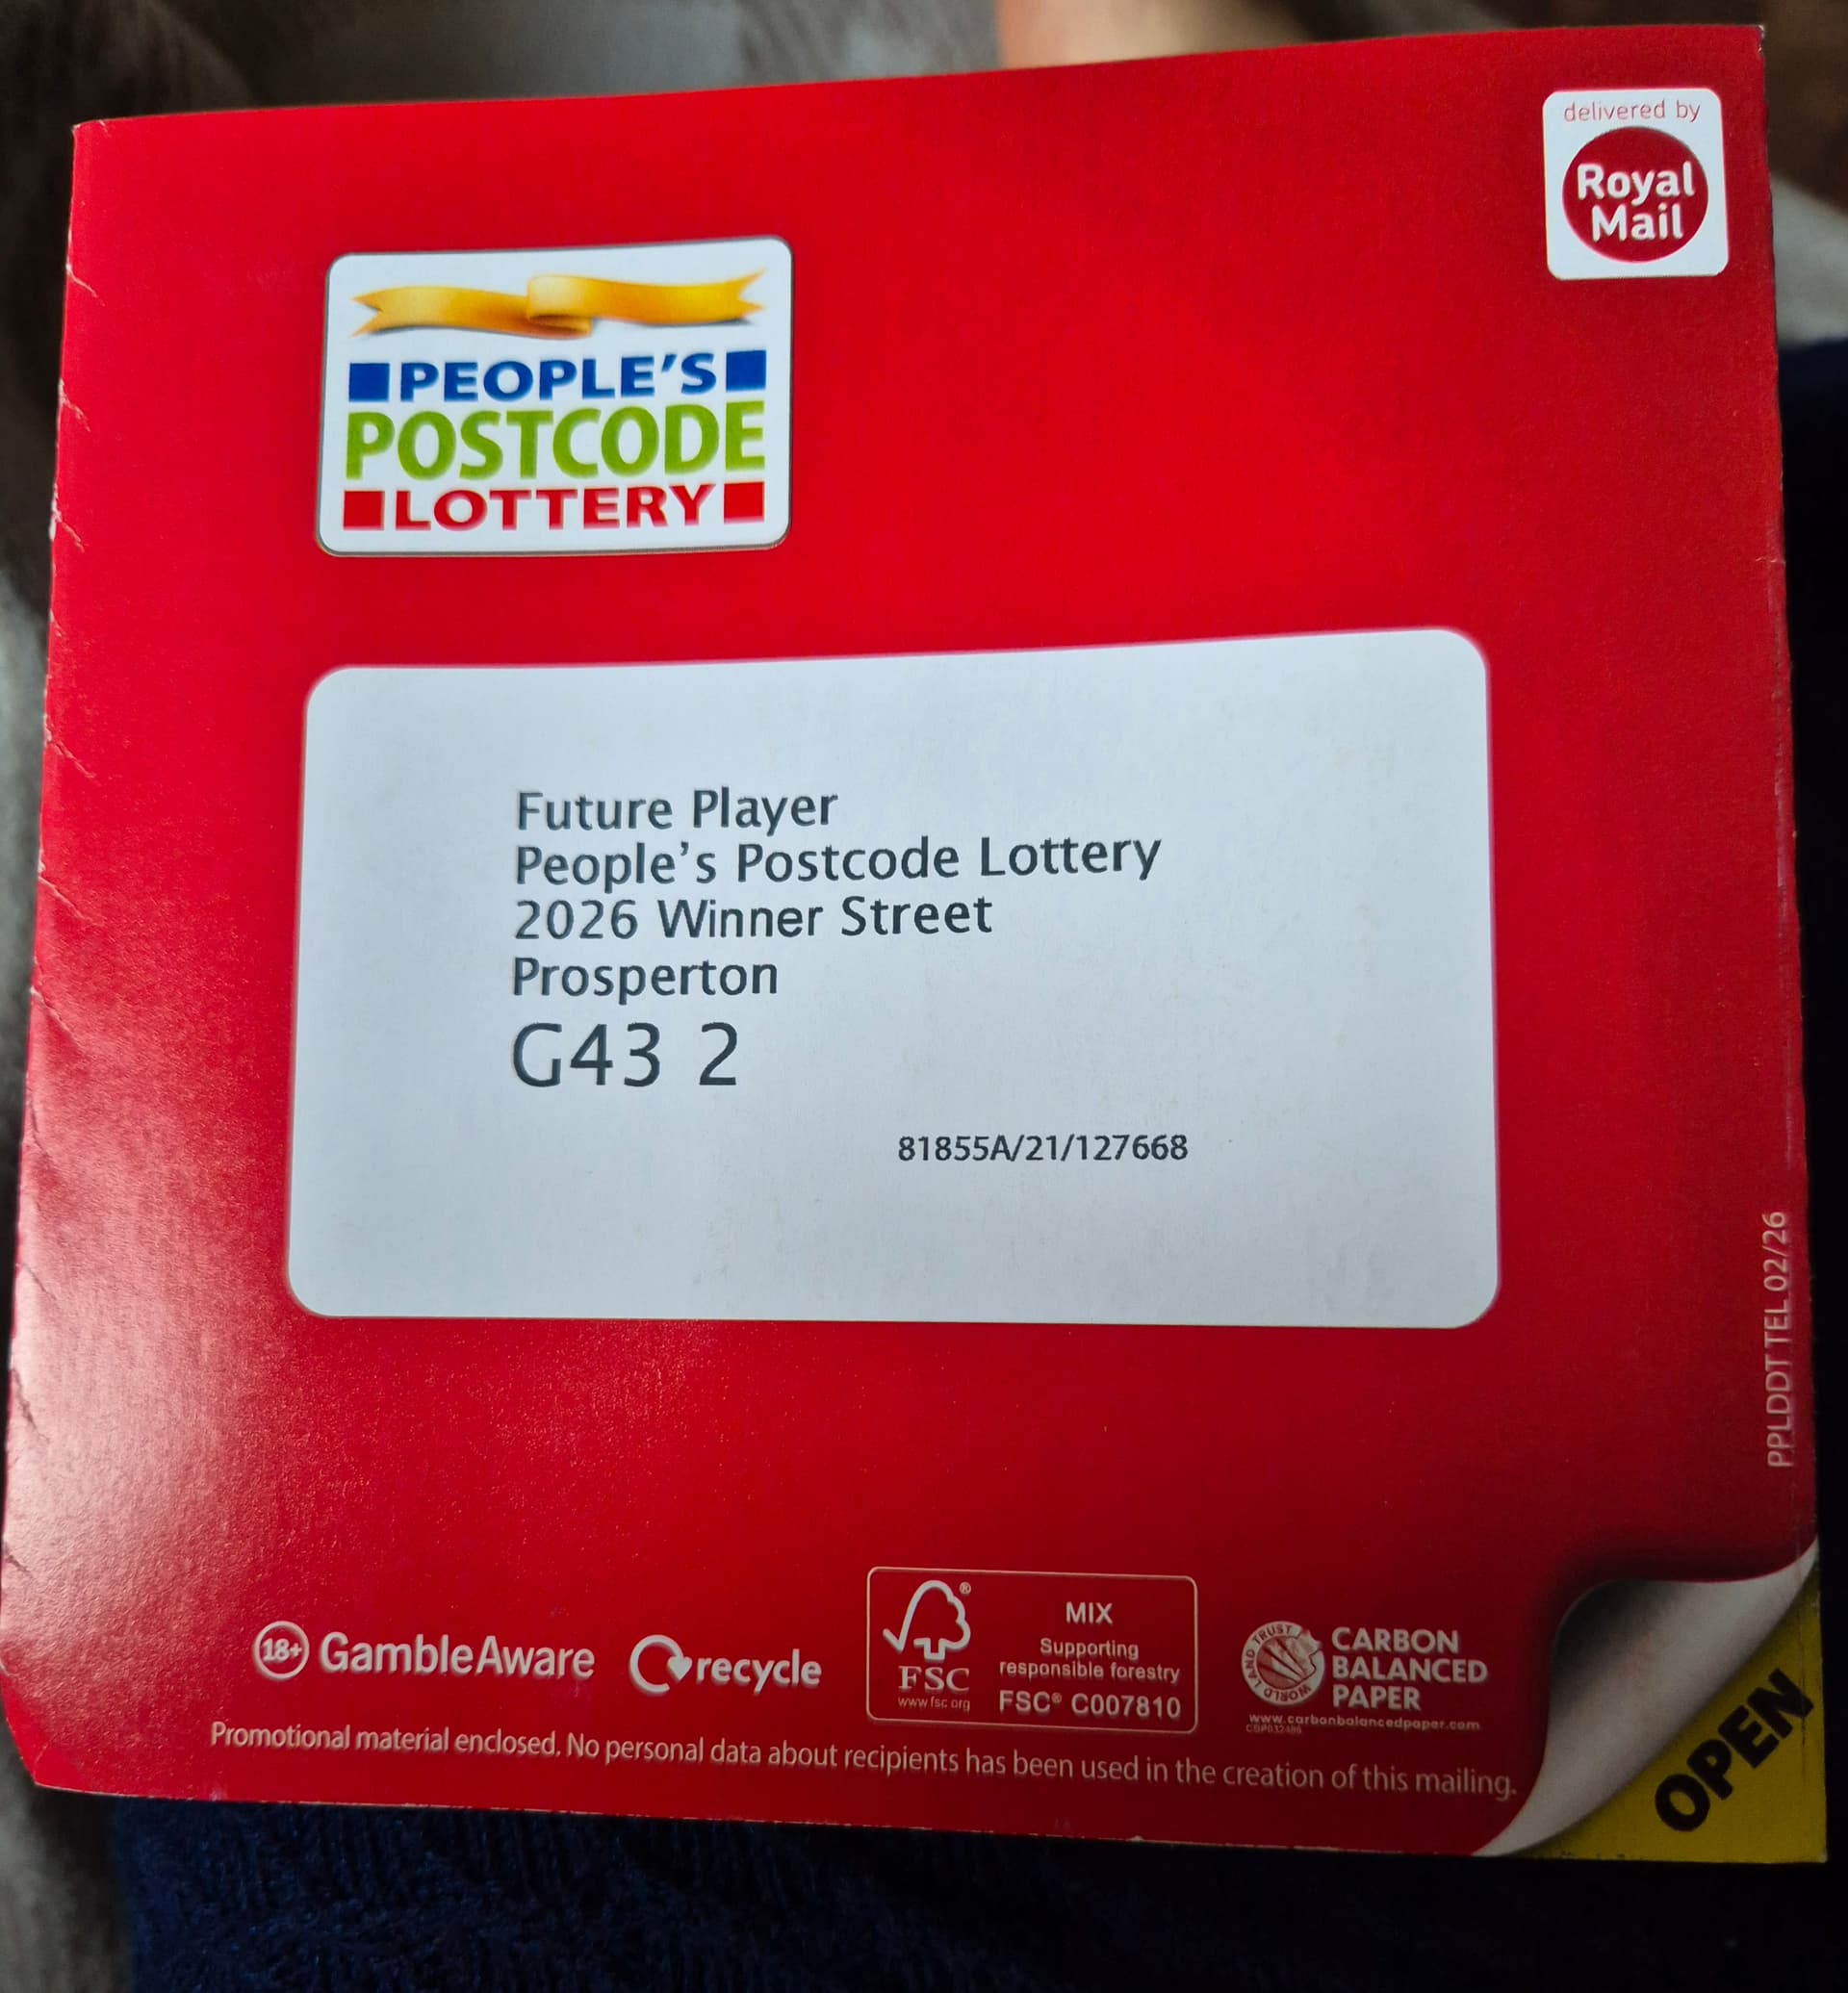 delivered by
Royal
Mail
PEOPLE'S
POSTCODE
LOTTERY
Future Player
People's Postcode Lottery
2026 Winner Street
Prosperton
G43 2
81855A/21/127668
PPLDDT TEL 02/26
18+ GambleAware
recycle
FSC
www.fsc.org
MIX
Supporting
responsible forestry
FSC® C007810
WORLD LAND TRUST
CARBON
BALANCED
PAPER
www.carbonbalancedpaper.com
Promotional material enclosed. No personal data about recipients has been used in the creation of this mailing.
OPEN